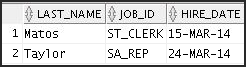 LAST_NAME JOB_ID HIRE_DATE
1 Matos ST_CLERK 15-MAR-14
2 Taylor SA_REP 24-MAR-14